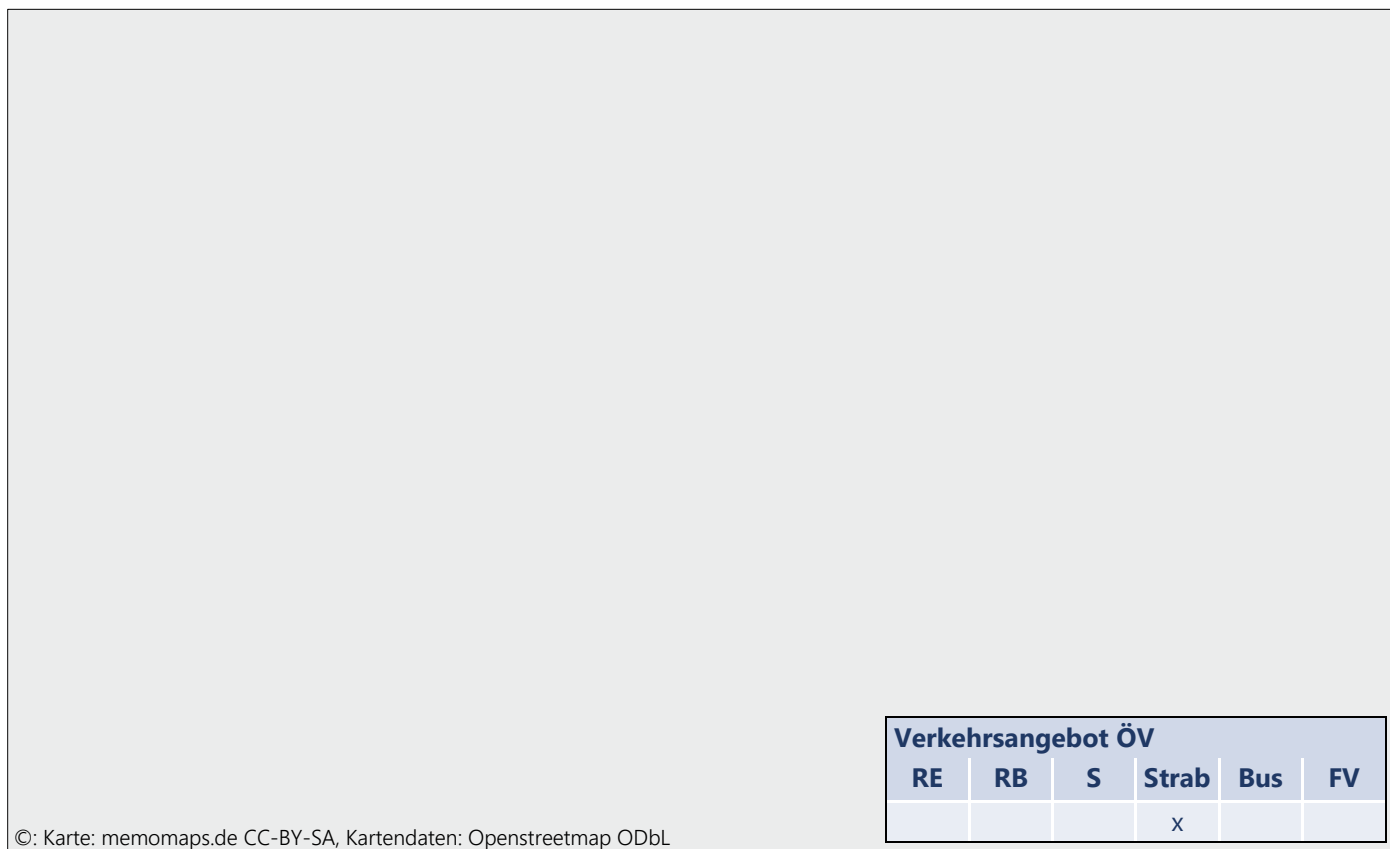 Verkehrsangebot ÖV
RE RB S Strab Bus FV
x
©: Karte: memomaps.de CC-BY-SA, Kartendaten: Openstreetmap ODbL